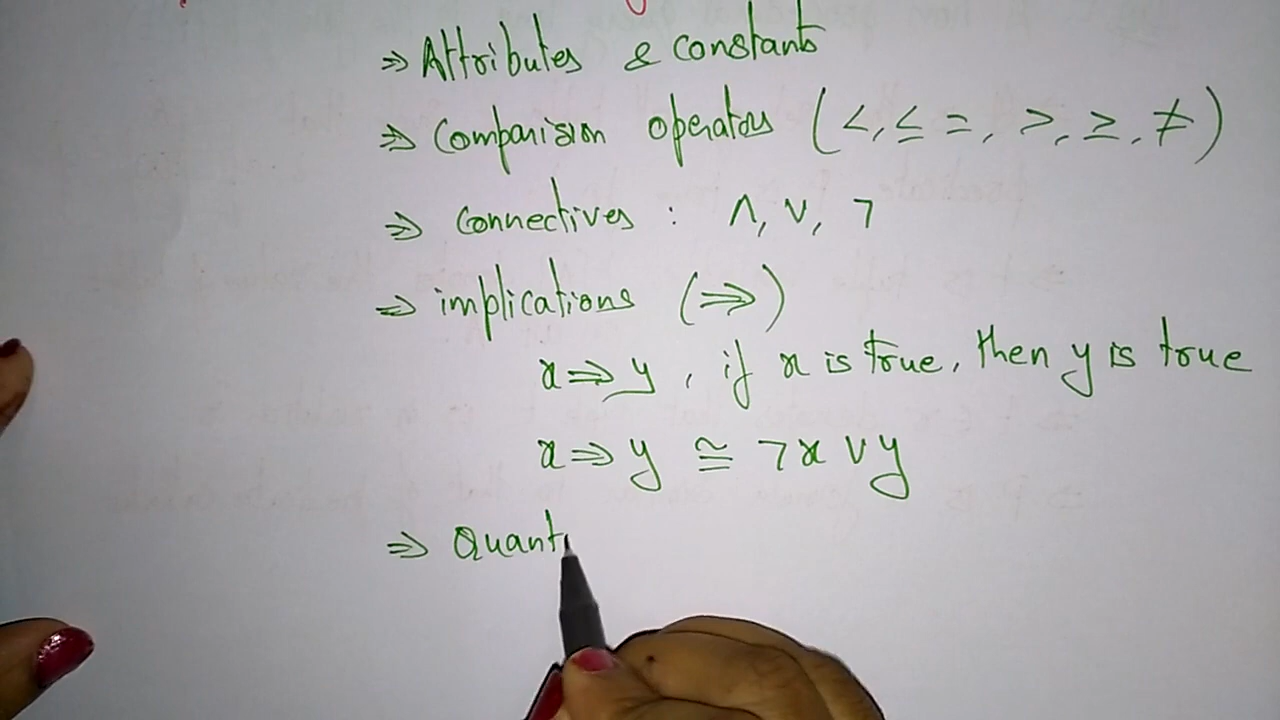 ⇒ Attributes & constants
⇒ Comparision operators (<, ≤ =, >, ≥, ≠)
⇒ Connectives : ∧, ∨, ¬
⇒ implications (⇒)
x ⇒ y, if x is true, then y is true
x ⇒ y ≅ ¬x ∨ y
⇒ Quant